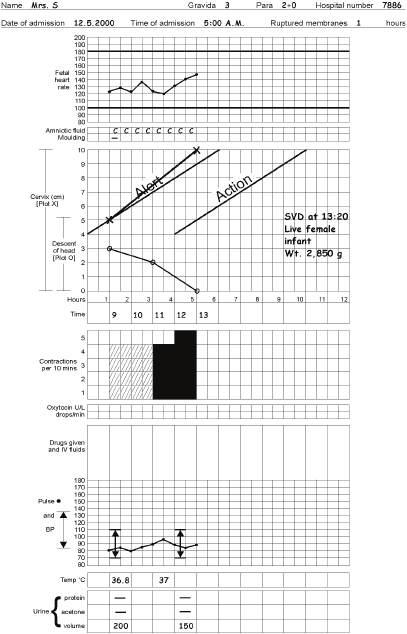 Name Mrs. S Gravida 3 Para 2+0 Hospital number 7886
Date of admission 12.5.2000 Time of admission 5:00 A.M. Ruptured membranes 1 hours
200
190
180
170
160
Fetal 150
heart 140
rate 130
120
110
100
90
80
Amniotic fluid C C C C C C C C
Moulding –
10
9
8
Alert
Action
7
Cervix (cm) 6
[Plot X]
5
SVD at 13:20
4
Live female
Descent
of head 3
infant
[Plot O] 2
Wt. 2,850 g
1
0
Hours 1 2 3 4 5 6 7 8 9 10 11 12
Time 9 10 11 12 13
5
4
Contractions 3
per 10 mins 2
1
Oxytocin U/L
drops/min
Drugs given
and IV fluids
180
170
160
Pulse 150
140
and 130
120
BP 110
100
90
80
70
60
Temp °C 36.8 37
protein – –
Urine acetone – –
volume 200 150